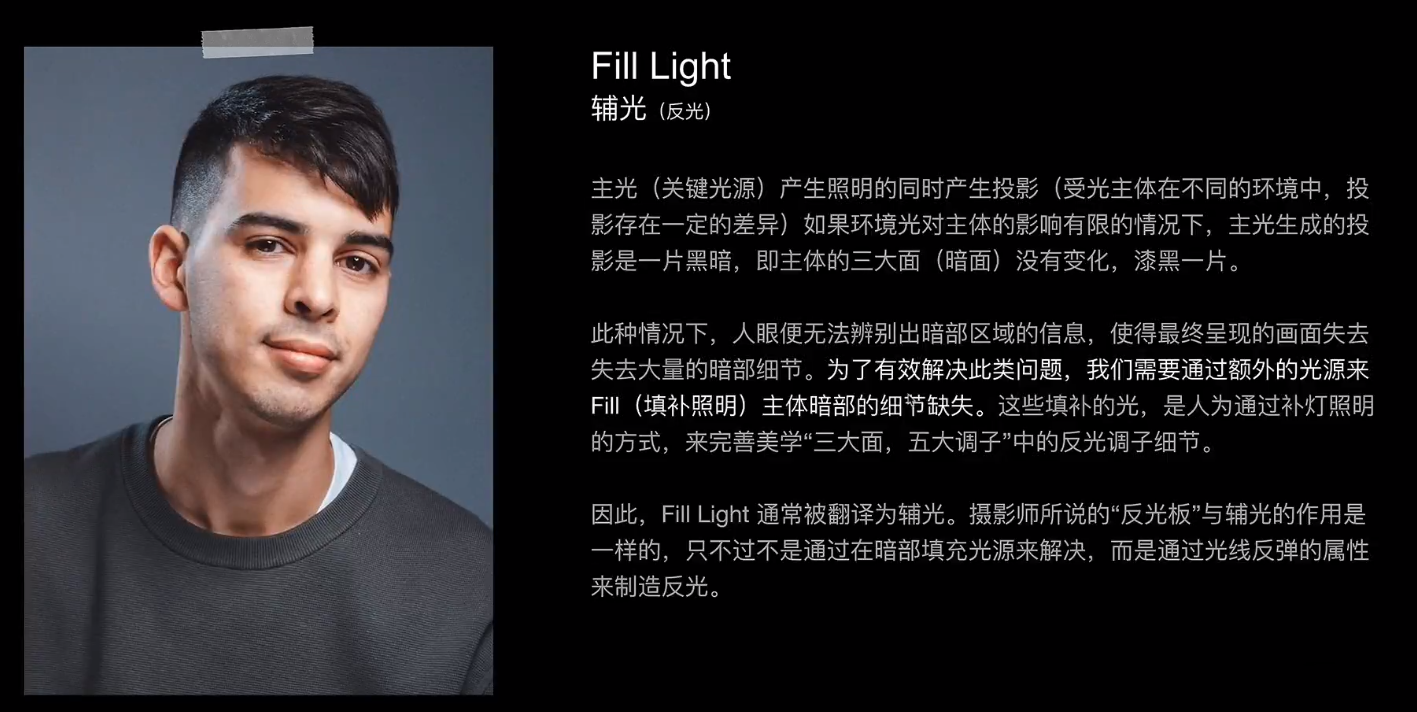 Fill Light
辅光（反光）
主光（关键光源）产生照明的同时产生投影（受光主体在不同的环境中，投
影存在一定的差异）如果环境光对主体的影响有限的情况下，主光生成的投
影是一片黑暗，即主体的三大面（暗面）没有变化，漆黑一片。
此种情况下，人眼便无法辨别出暗部区域的信息，使得最终呈现的画面失去
失去大量的暗部细节。为了有效解决此类问题，我们需要通过额外的光源来
Fill（填补照明）主体暗部的细节缺失。这些填补的光，是人为通过补灯照明
的方式，来完善美学“三大面，五大调子”中的反光调子细节。
因此，Fill Light 通常被翻译为辅光。摄影师所说的“反光板”与辅光的作用是
一样的，只不过不是通过在暗部填充光源来解决，而是通过光线反弹的属性
来制造反光。